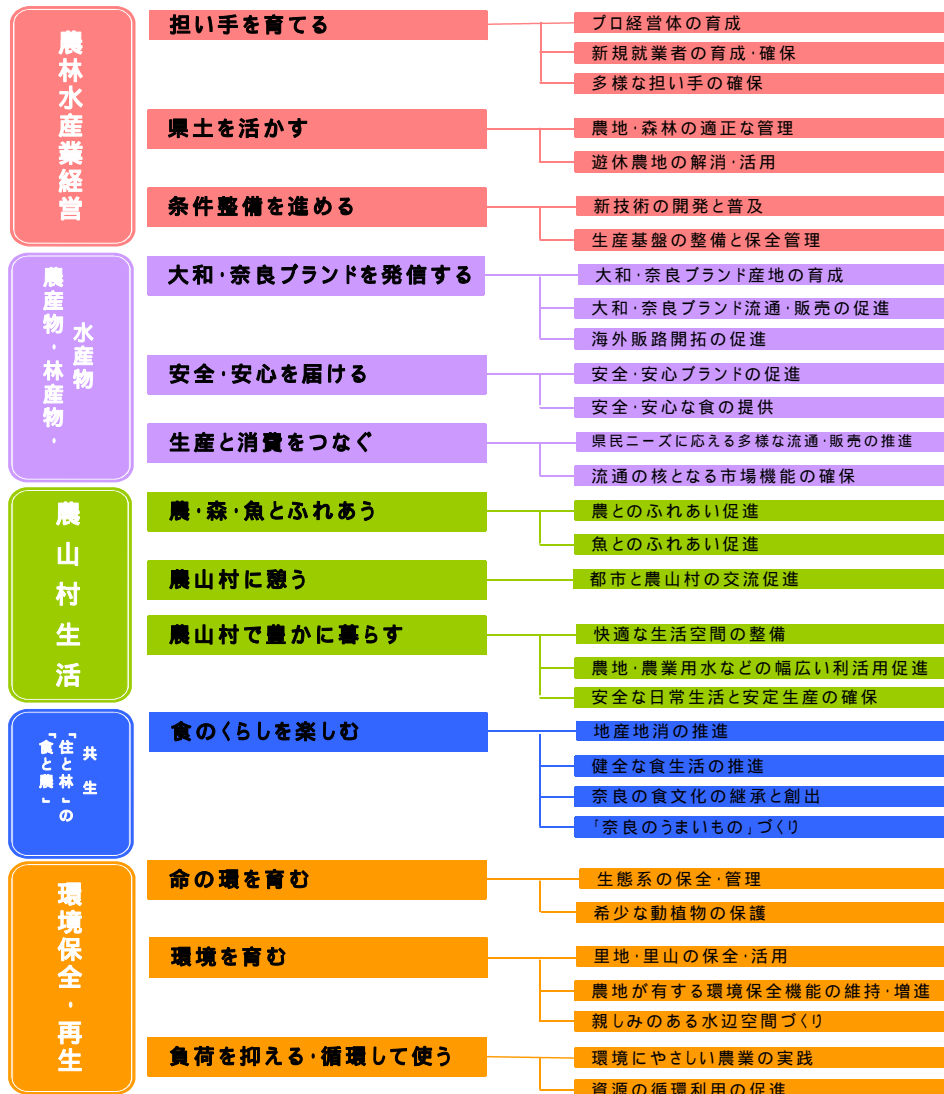 農林水産業経営
担い手を育てる
プロ経営体の育成
新規就業者の育成・確保
多様な担い手の確保
県土を活かす
農地・森林の適正な管理
遊休農地の解消・活用
条件整備を進める
新技術の開発と普及
生産基盤の整備と保全管理
農産物・林産物・
水産物
大和・奈良ブランドを発信する
大和・奈良ブランド産地の育成
大和・奈良ブランド流通・販売の促進
海外販路開拓の促進
安全・安心を届ける
安全・安心ブランドの促進
安全・安心な食の提供
生産と消費をつなぐ
県民ニーズに応える多様な流通・販売の推進
流通の核となる市場機能の確保
農山村生活
農・森・魚とふれあう
農とのふれあい促進
魚とのふれあい促進
農山村に憩う
都市と農山村の交流促進
農山村で豊かに暮らす
快適な生活空間の整備
農地・農業用水などの幅広い利活用促進
安全な日常生活と安定生産の確保
「食と農」
「住と林」の
共生
食のくらしを楽しむ
地産地消の推進
健全な食生活の推進
奈良の食文化の継承と創出
「奈良のうまいもの」づくり
環境保全・再生
命の環を育む
生態系の保全・管理
希少な動植物の保護
環境を育む
里地・里山の保全・活用
農地が有する環境保全機能の維持・増進
親しみのある水辺空間づくり
負荷を抑える・循環して使う
環境にやさしい農業の実践
資源の循環利用の促進